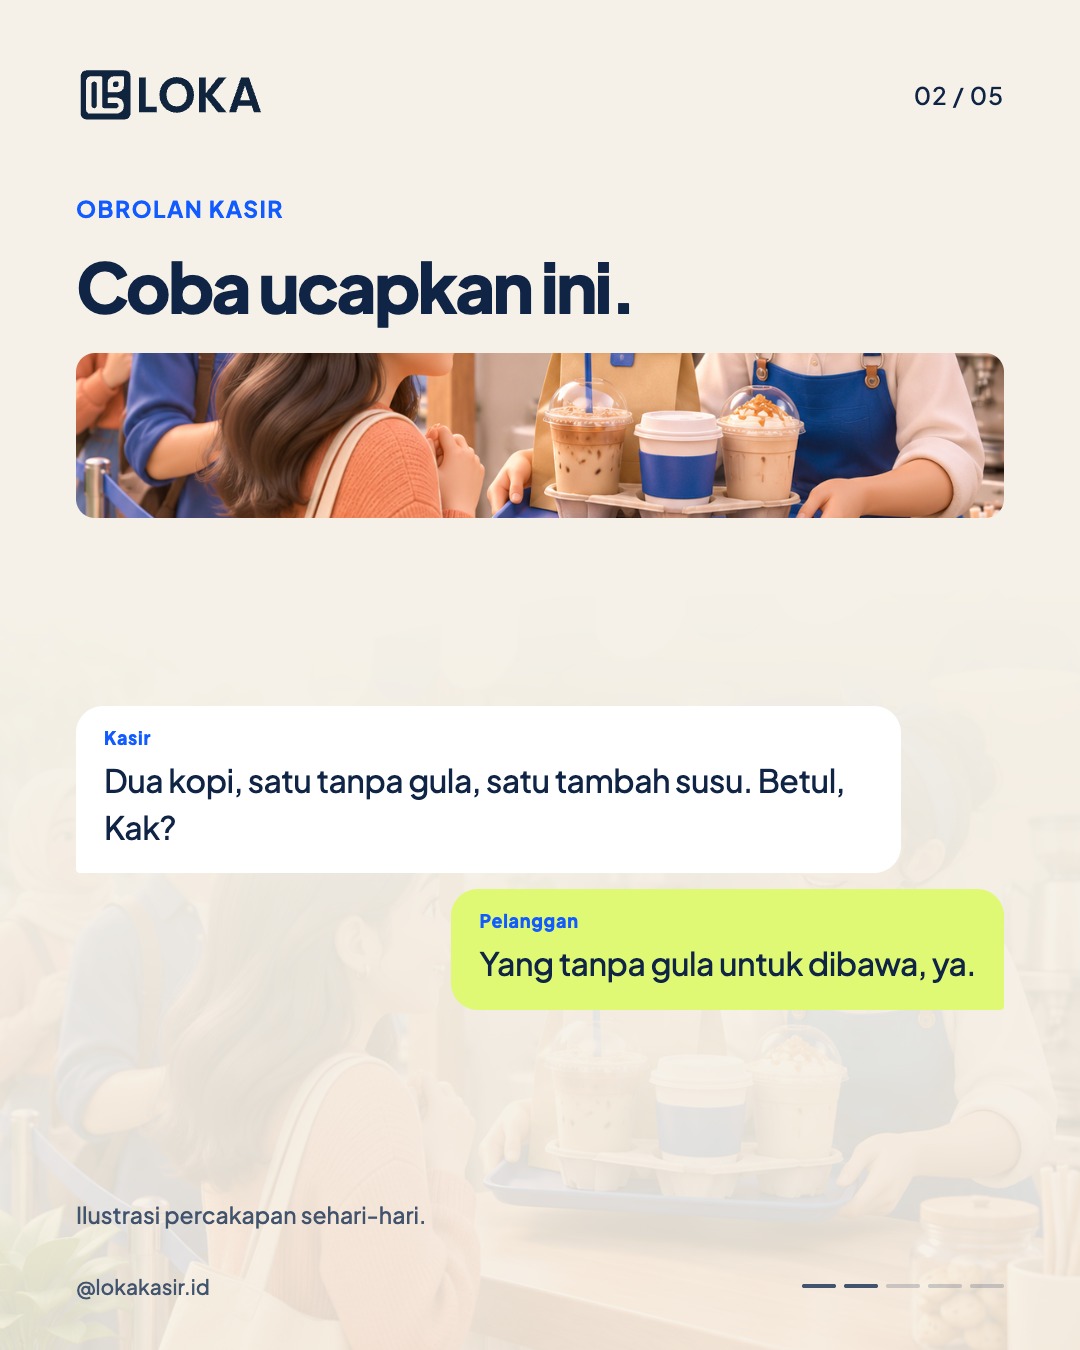 LOKA
02 / 05
OBROLAN KASIR
Coba ucapkan ini.
Kasir
Dua kopi, satu tanpa gula, satu tambah susu. Betul,
Kak?
Pelanggan
Yang tanpa gula untuk dibawa, ya.
Ilustrasi percakapan sehari-hari.
@lokakasir.id